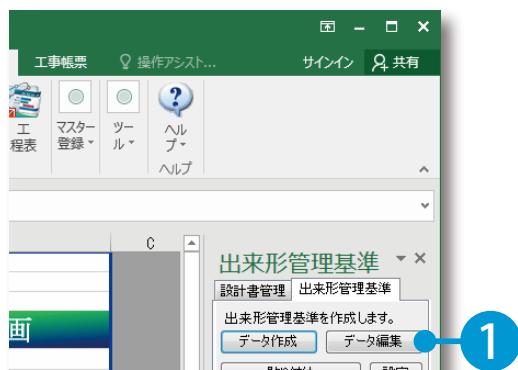 工事帳票 操作アシスト... サインイン 共有
工程表
マスター登録
ツール
ヘルプ
ヘルプ
C
出来形管理基準
設計書管理 出来形管理基準
出来形管理基準を作成します。
データ作成 データ編集
1
画